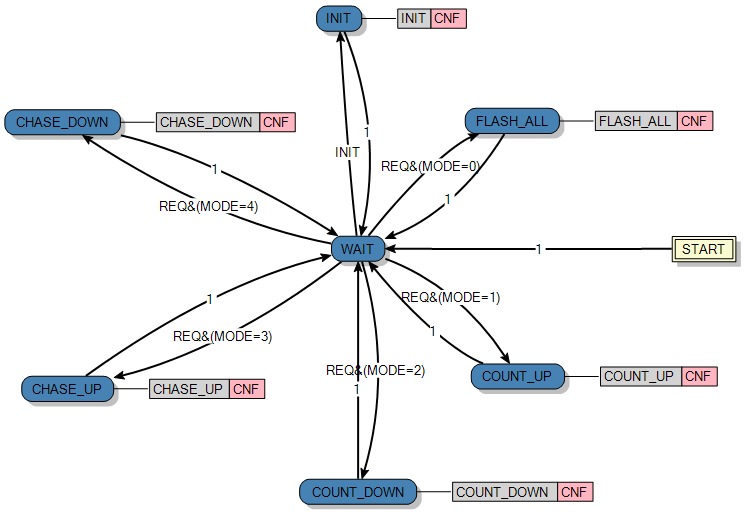 INIT
INIT CNF
CHASE_DOWN
CHASE_DOWN CNF
FLASH_ALL
FLASH_ALL CNF
1
INIT
REQ&(MODE=0)
1
1
REQ&(MODE=4)
WAIT
1
START
1
REQ&(MODE=1)
REQ&(MODE=3)
1
REQ&(MODE=2)
1
CHASE_UP
CHASE_UP CNF
COUNT_UP
COUNT_UP CNF
COUNT_DOWN
COUNT_DOWN CNF